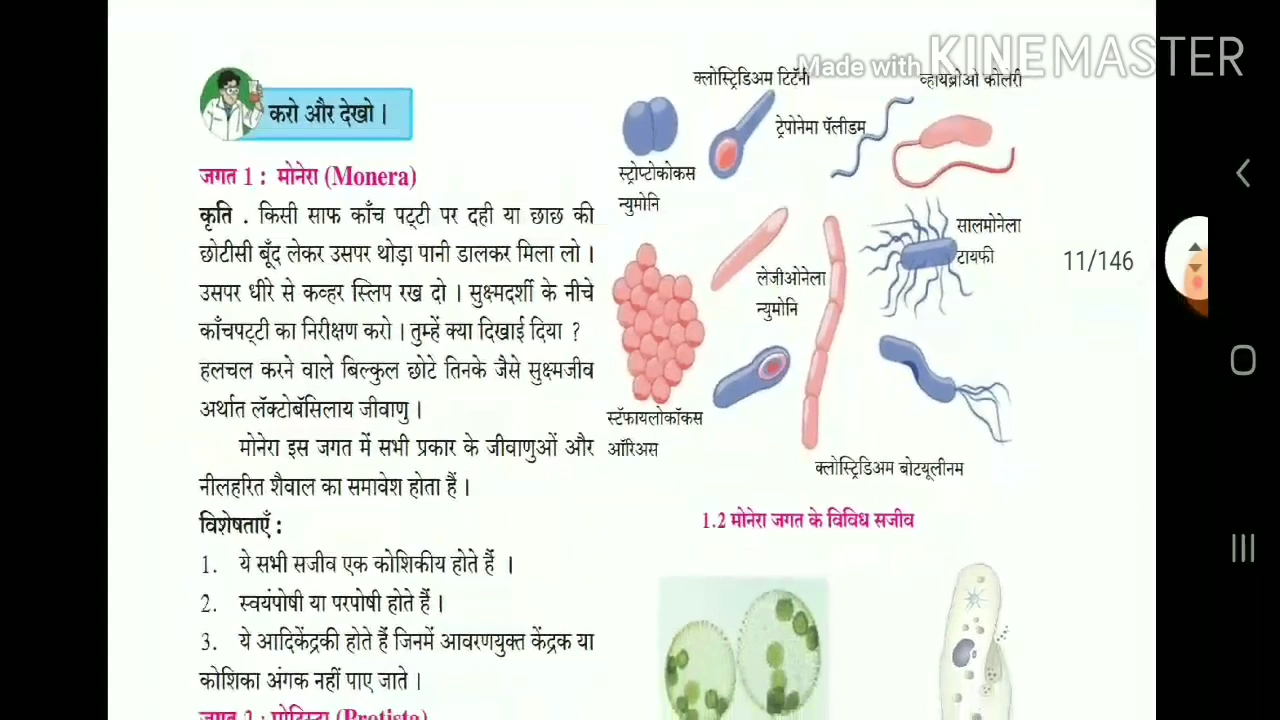 Made with KINEMASTER
करो और देखो ।
जगत 1 : मोनेरा (Monera)
कृति . किसी साफ काँच पट्टी पर दही या छाछ की
छोटीसी बूँद लेकर उसपर थोड़ा पानी डालकर मिला लो ।
उसपर धीरे से कव्हर स्लिप रख दो । सुक्ष्मदर्शी के नीचे
काँचपट्टी का निरीक्षण करो । तुम्हें क्या दिखाई दिया ?
हलचल करने वाले बिल्कुल छोटे तिनके जैसे सुक्ष्मजीव
अर्थात लॅक्टोबॅसिलाय जीवाणु ।
मोनेरा इस जगत में सभी प्रकार के जीवाणुओं और
नीलहरित शैवाल का समावेश होता हैं ।
विशेषताएँ :
1. ये सभी सजीव एक कोशिकीय होते हैं ।
2. स्वयंपोषी या परपोषी होते हैं ।
3. ये आदिकेंद्रकी होते हैं जिनमें आवरणयुक्त केंद्रक या
कोशिका अंगक नहीं पाए जाते ।
जगत 2 : प्रोटिस्टा (Protista)
क्लोस्ट्रिडिअम टिटॅनी
व्हायब्रीओ कोलेरी
ट्रेपोनेमा पॅलीडम
स्ट्रोप्टोकोकस
न्युमोनि
सालमोनेला
टायफी
लेजीओनेला
न्युमोनि
स्टॅफायलोकॉकस
ऑरिअस
क्लोस्ट्रिडिअम बोटयूलीनम
1.2 मोनेरा जगत के विविध सजीव
11/146